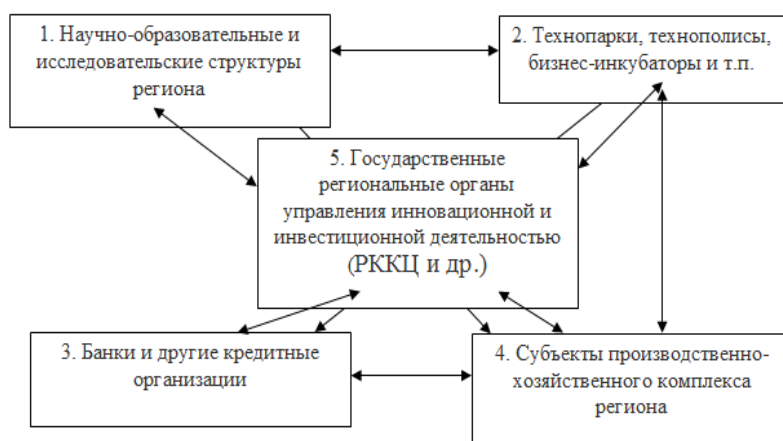 1. Научно-образовательные и
исследовательские структуры
региона
2. Технопарки, технополисы,
бизнес-инкубаторы и т.п.
5. Государственные
региональные органы
управления инновационной и
инвестиционной деятельностью
(РККЦ и др.)
3. Банки и другие кредитные
организации
4. Субъекты производственно-
хозяйственного комплекса
региона